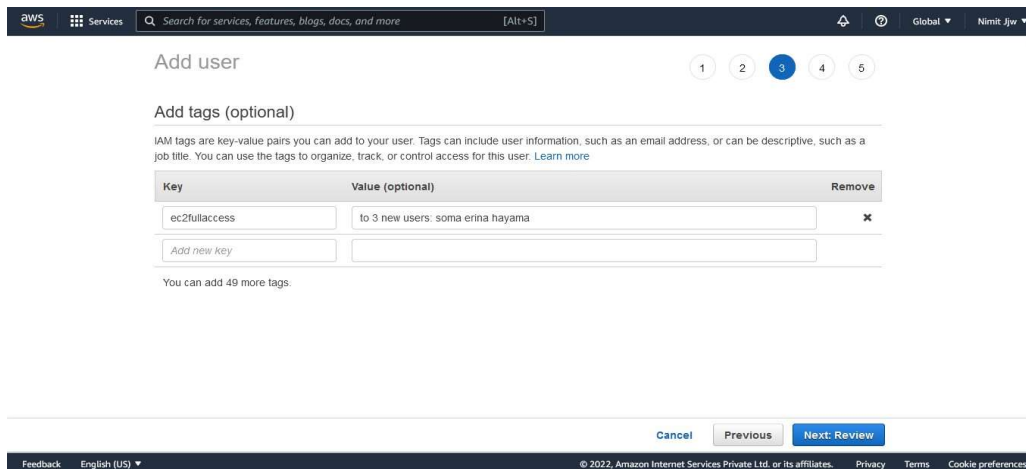 aws Services Search for services, features, blogs, docs, and more [Alt+S] Global ▼ Nimit Jjw ▼
Add user 1 2 3 4 5
Add tags (optional)
IAM tags are key-value pairs you can add to your user. Tags can include user information, such as an email address, or can be descriptive, such as a
job title. You can use the tags to organize, track, or control access for this user. Learn more
Key Value (optional) Remove
ec2fullaccess to 3 new users: soma erina hayama
Add new key
You can add 49 more tags.
Cancel Previous Next: Review
Feedback English (US) ▼ © 2022, Amazon Internet Services Private Ltd. or its affiliates. Privacy Terms Cookie preferences